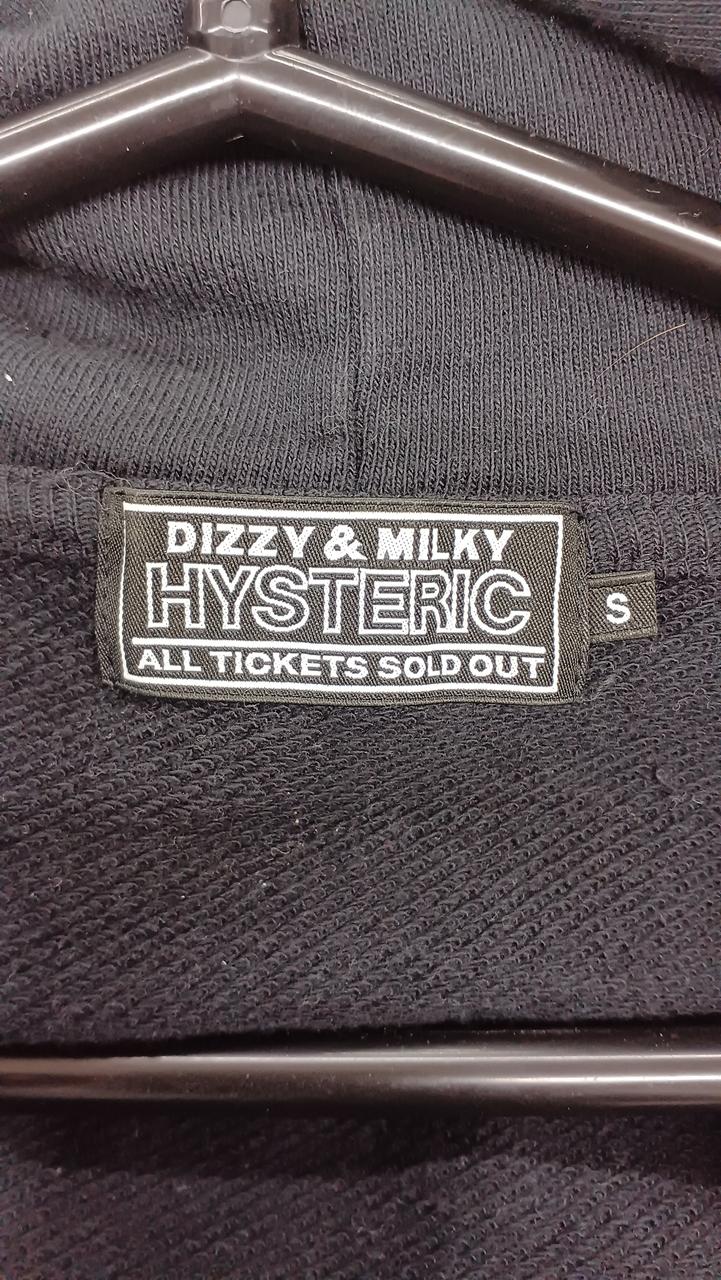 DIZZY & MILKY
HYSTERIC
ALL TICKETS SOLD OUT
S